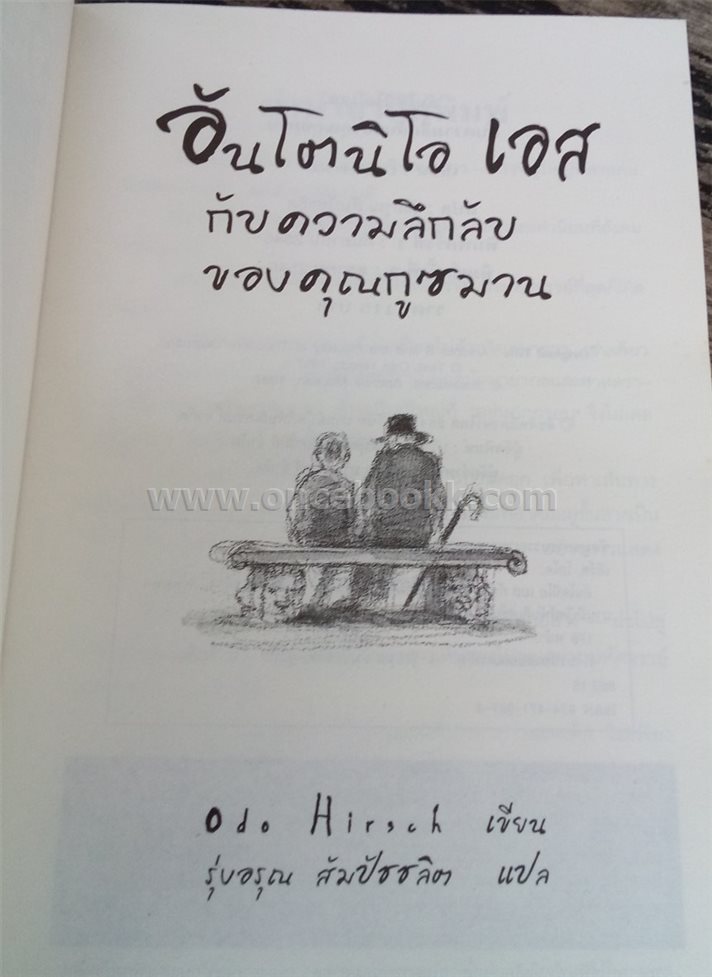 อันโตนิโอ เอส
กับความลึกลับ
ของคุณกูซมาน
www.oncebookk.com
Odo Hirsch เขียน
รุ่งอรุณ สัมปัชชลิต แปล